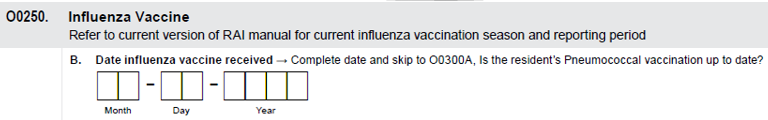 O0250. Influenza Vaccine
Refer to current version of RAI manual for current influenza vaccination season and reporting period
B. Date influenza vaccine received → Complete date and skip to O0300A, Is the resident's Pneumococcal vaccination up to date?
– –
Month Day Year